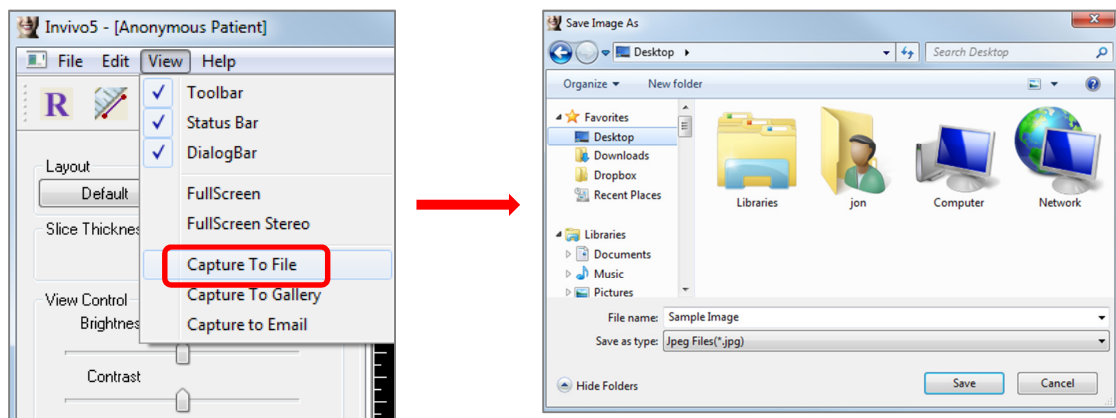 Invivo5 - [Anonymous Patient]
File Edit View Help
R
Toolbar
Status Bar
DialogBar
FullScreen
FullScreen Stereo
Capture To File
Capture To Gallery
Capture to Email
Layout
Default
Slice Thicknes
View Control
Brightnes
Contrast
Save Image As
Desktop
Search Desktop
Organize New folder
Favorites
Desktop
Downloads
Dropbox
Recent Places
Libraries
Documents
Music
Pictures
Libraries jon Computer Network
File name: Sample Image
Save as type: Jpeg Files(*.jpg)
Hide Folders Save Cancel